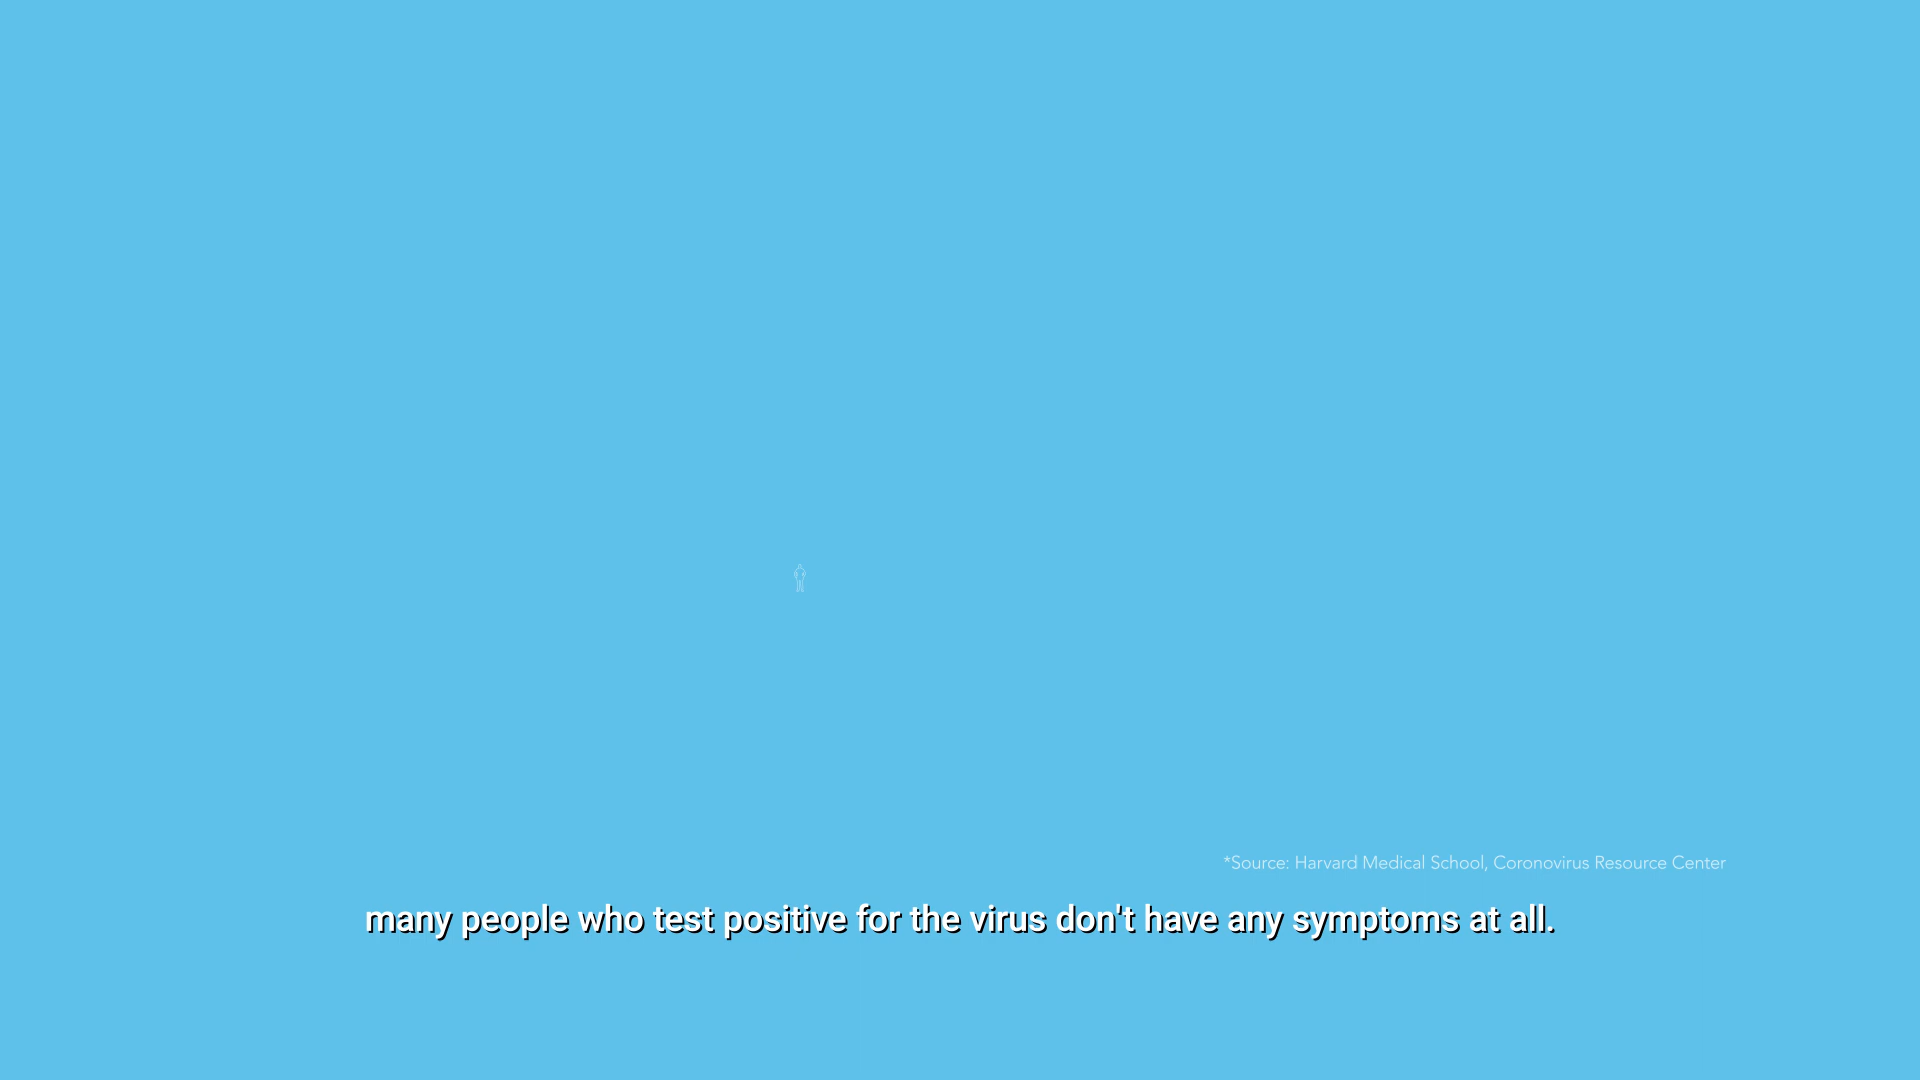 *Source: Harvard Medical School, Coronovirus Resource Center
many people who test positive for the virus don't have any symptoms at all.